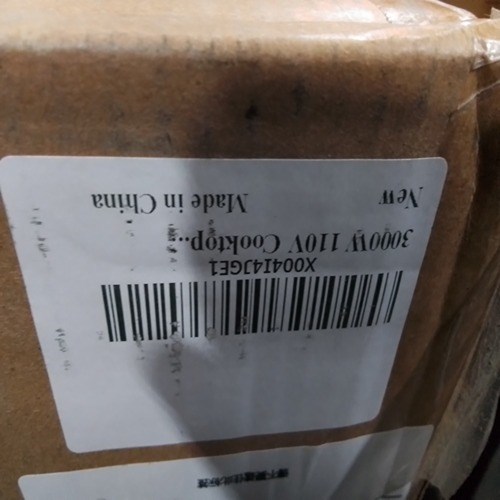 X004I4JGE1
3000W 110V Cooktop...
New Made in China